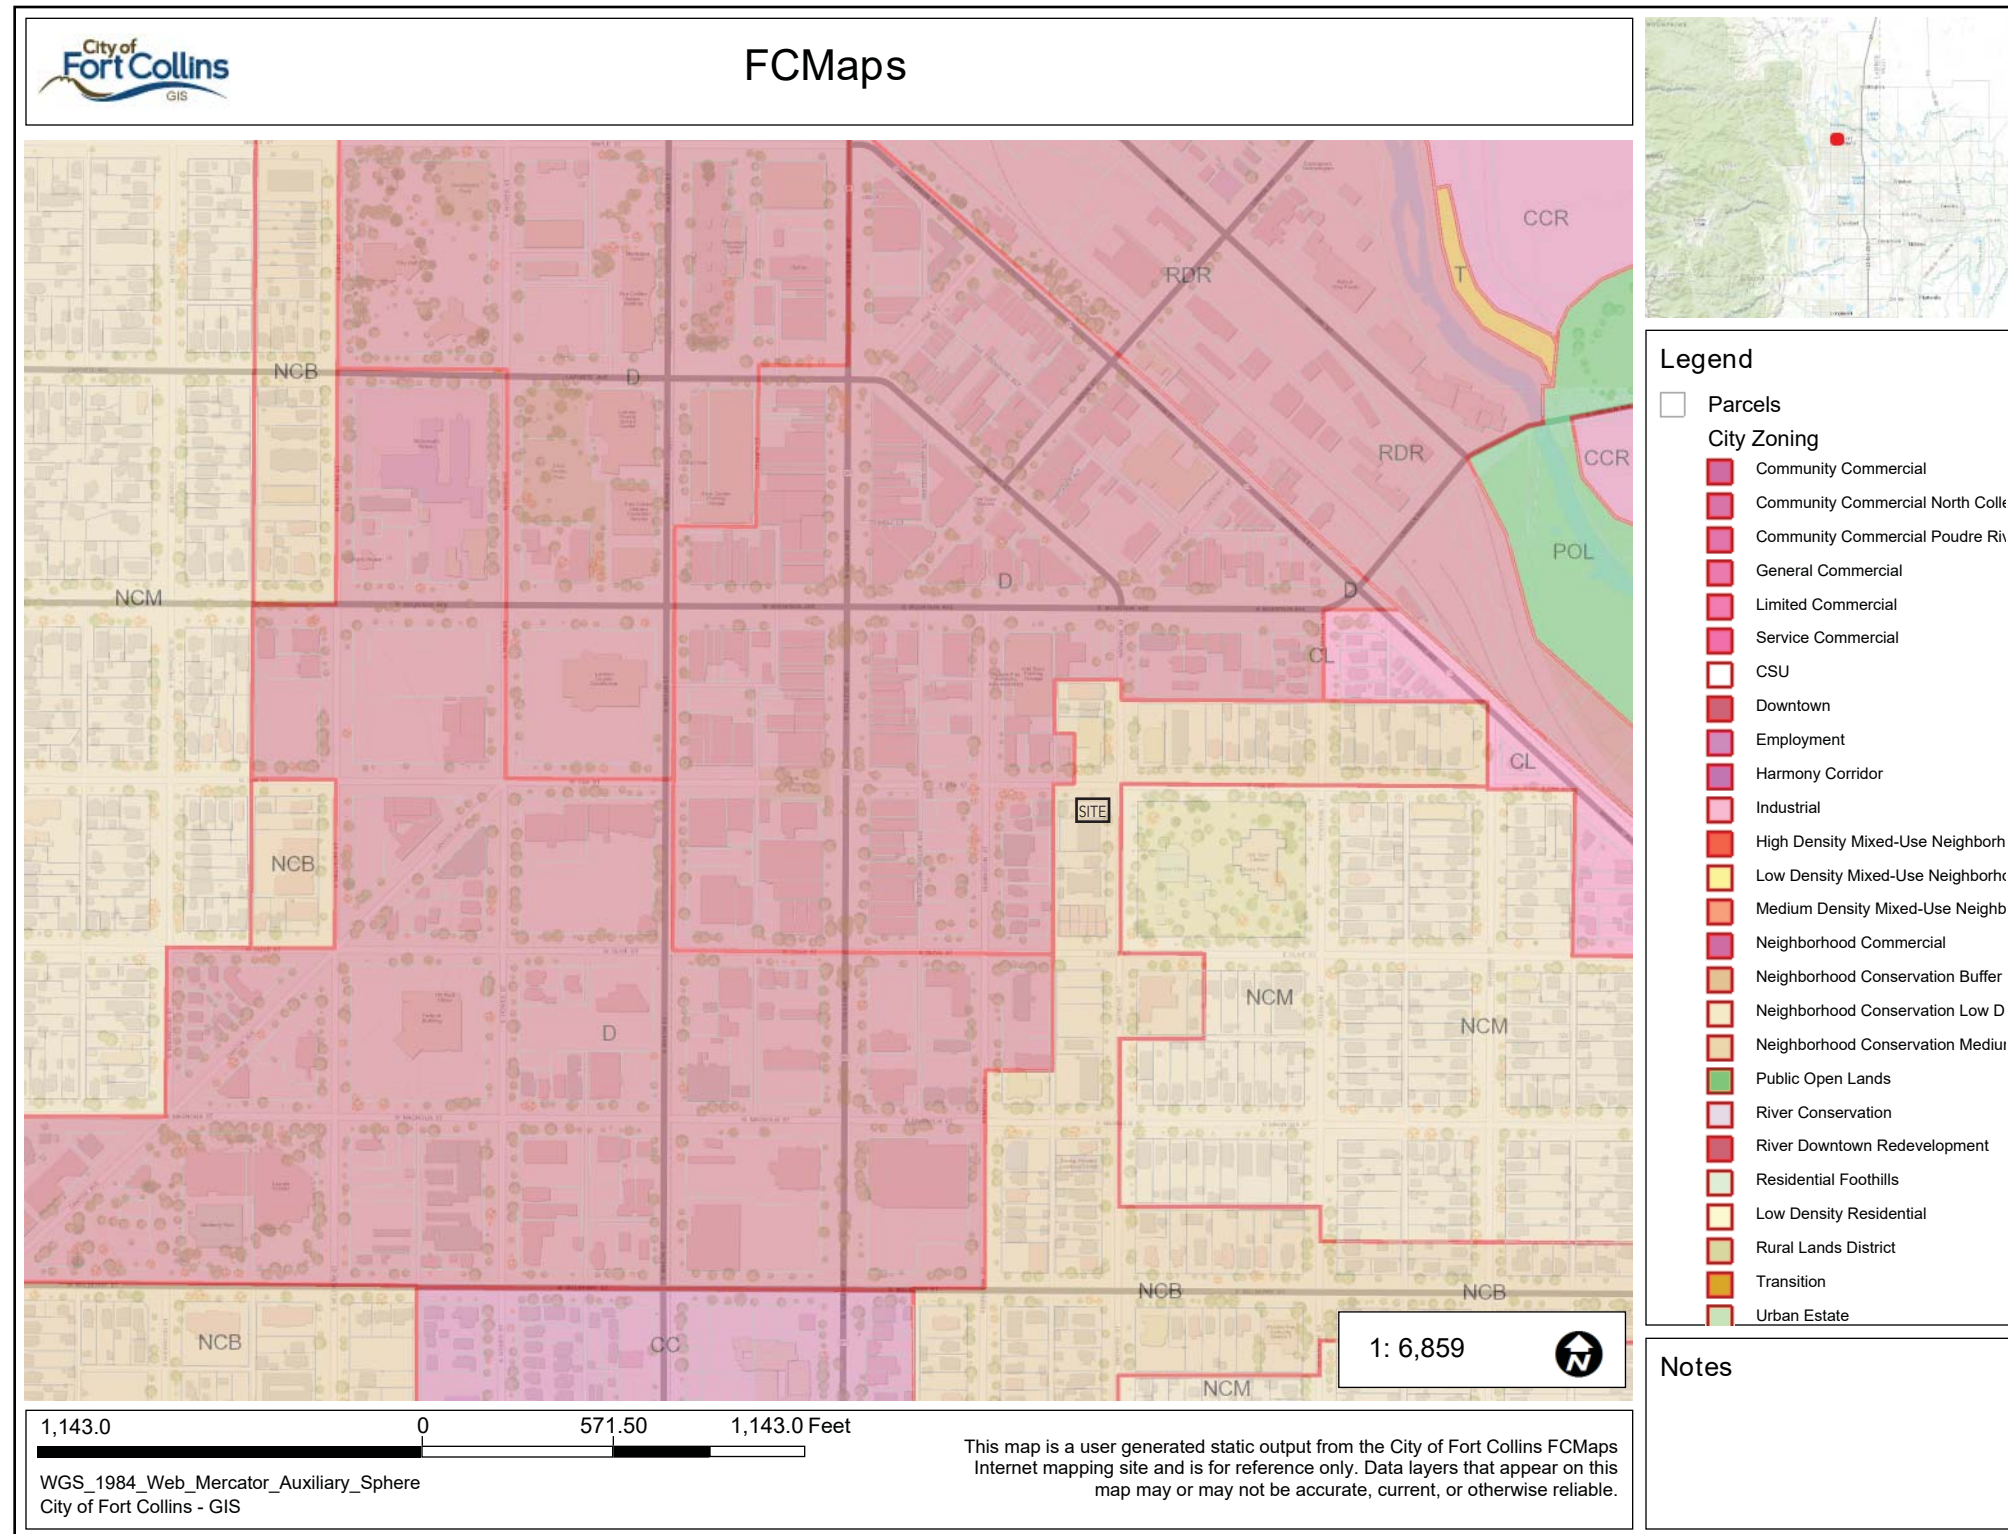 City of
Fort Collins
GIS
FCMaps
CCR
RDR
T
NCB
D
RDR
CCR
POL
NCM
D
D
CL
CL
SITE
NCB
NCM
NCM
D
NCB
NCB
NCB
CC
NCM
1: 6,859
N
Legend
Parcels
City Zoning
Community Commercial
Community Commercial North Colle
Community Commercial Poudre Riv
General Commercial
Limited Commercial
Service Commercial
CSU
Downtown
Employment
Harmony Corridor
Industrial
High Density Mixed-Use Neighborh
Low Density Mixed-Use Neighborho
Medium Density Mixed-Use Neighb
Neighborhood Commercial
Neighborhood Conservation Buffer
Neighborhood Conservation Low D
Neighborhood Conservation Mediu
Public Open Lands
River Conservation
River Downtown Redevelopment
Residential Foothills
Low Density Residential
Rural Lands District
Transition
Urban Estate
Notes
1,143.0 0 571.50 1,143.0 Feet
WGS_1984_Web_Mercator_Auxiliary_Sphere
City of Fort Collins - GIS
This map is a user generated static output from the City of Fort Collins FCMaps
Internet mapping site and is for reference only. Data layers that appear on this
map may or may not be accurate, current, or otherwise reliable.